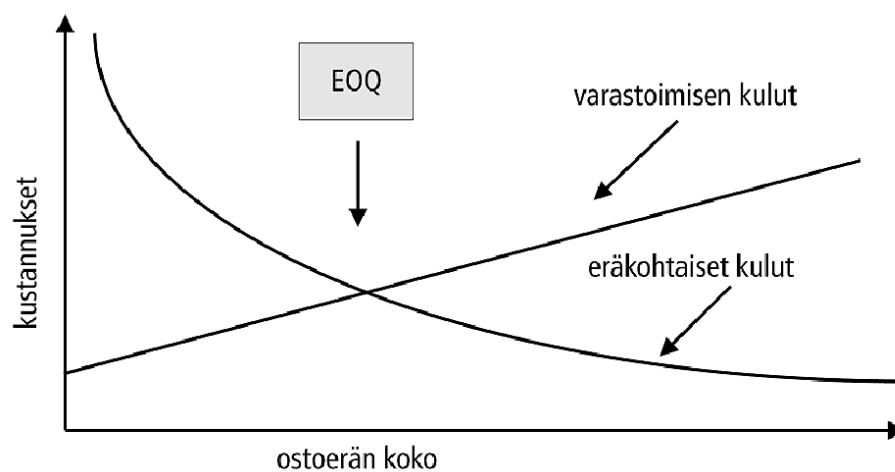 EOQ
varastoimisen kulut
eräkohtaiset kulut
kustannukset
ostoerän koko